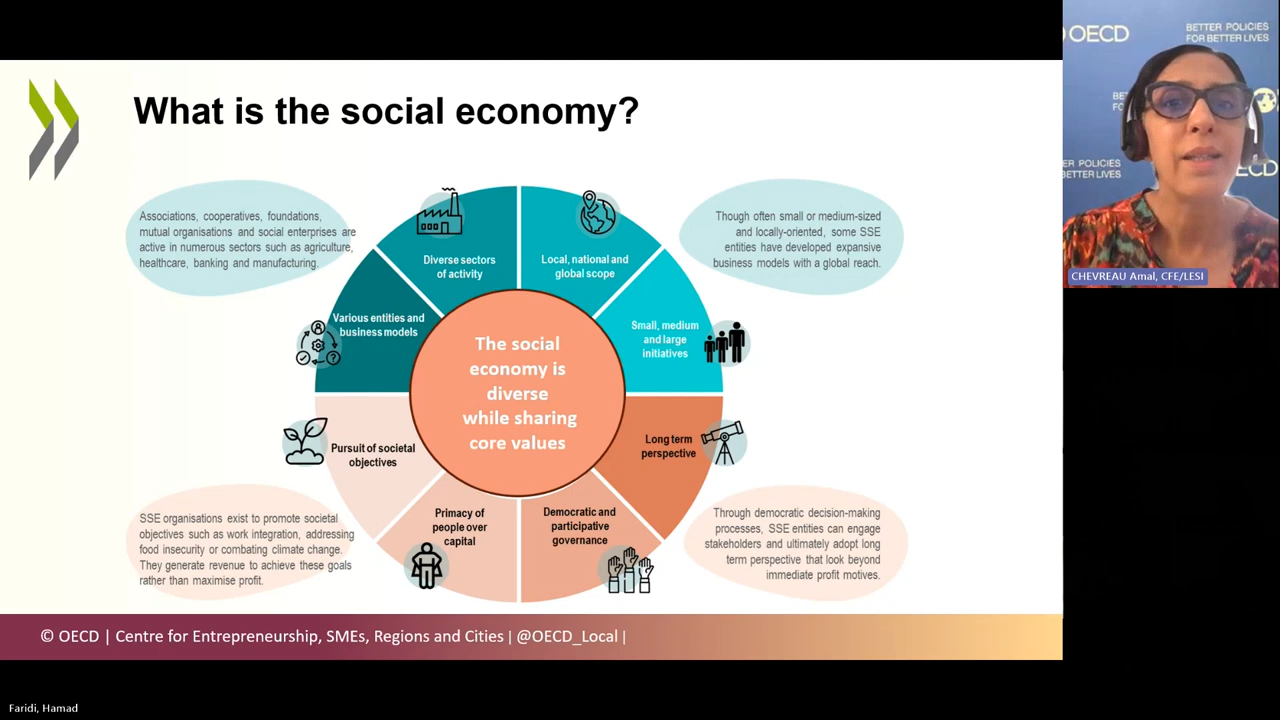 What is the social economy?
Associations, cooperatives, foundations,
mutual organisations and social enterprises are
active in numerous sectors such as agriculture,
healthcare, banking and manufacturing.
Diverse sectors
of activity
Local, national and
global scope
Though often small or medium-sized
and locally-oriented, some SSE
entities have developed expansive
business models with a global reach.
Various entities and
business models
Small, medium
and large
initiatives
The social
economy is
diverse
while sharing
core values
Pursuit of societal
objectives
Long term
perspective
Primacy of
people over
capital
Democratic and
participative
governance
SSE organisations exist to promote societal
objectives such as work integration, addressing
food insecurity or combating climate change.
They generate revenue to achieve these goals
rather than maximise profit.
Through democratic decision-making
processes, SSE entities can engage
stakeholders and ultimately adopt long
term perspective that look beyond
immediate profit motives.
© OECD | Centre for Entrepreneurship, SMEs, Regions and Cities | @OECD_Local |
OECD
BETTER POLICIES
FOR BETTER LIVES
ER POLICIES
BETTER LIVES
ECD
CHEVREAU Amal, CFE/LESI
Faridi, Hamad